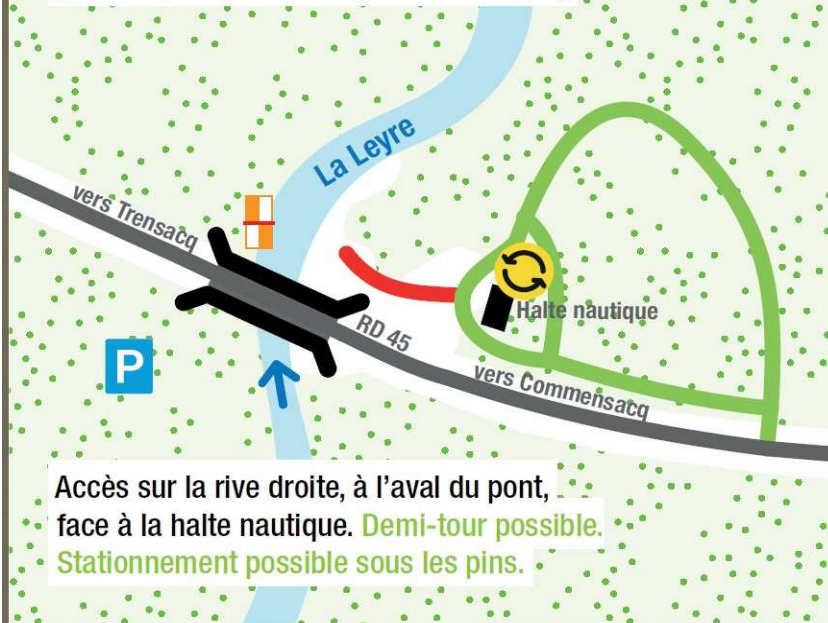 La Leyre
vers Trensacq
RD 45
Halte nautique
vers Commensacq
P
Accès sur la rive droite, à l'aval du pont,
face à la halte nautique. Demi-tour possible.
Stationnement possible sous les pins.